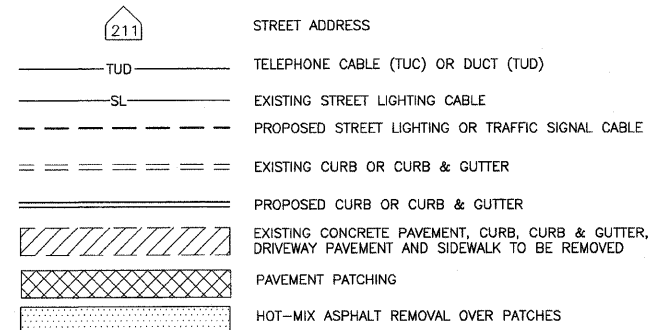 211 STREET ADDRESS
TUD TELEPHONE CABLE (TUC) OR DUCT (TUD)
SL EXISTING STREET LIGHTING CABLE
PROPOSED STREET LIGHTING OR TRAFFIC SIGNAL CABLE
EXISTING CURB OR CURB & GUTTER
PROPOSED CURB OR CURB & GUTTER
EXISTING CONCRETE PAVEMENT, CURB, CURB & GUTTER,
DRIVEWAY PAVEMENT AND SIDEWALK TO BE REMOVED
PAVEMENT PATCHING
HOT-MIX ASPHALT REMOVAL OVER PATCHES